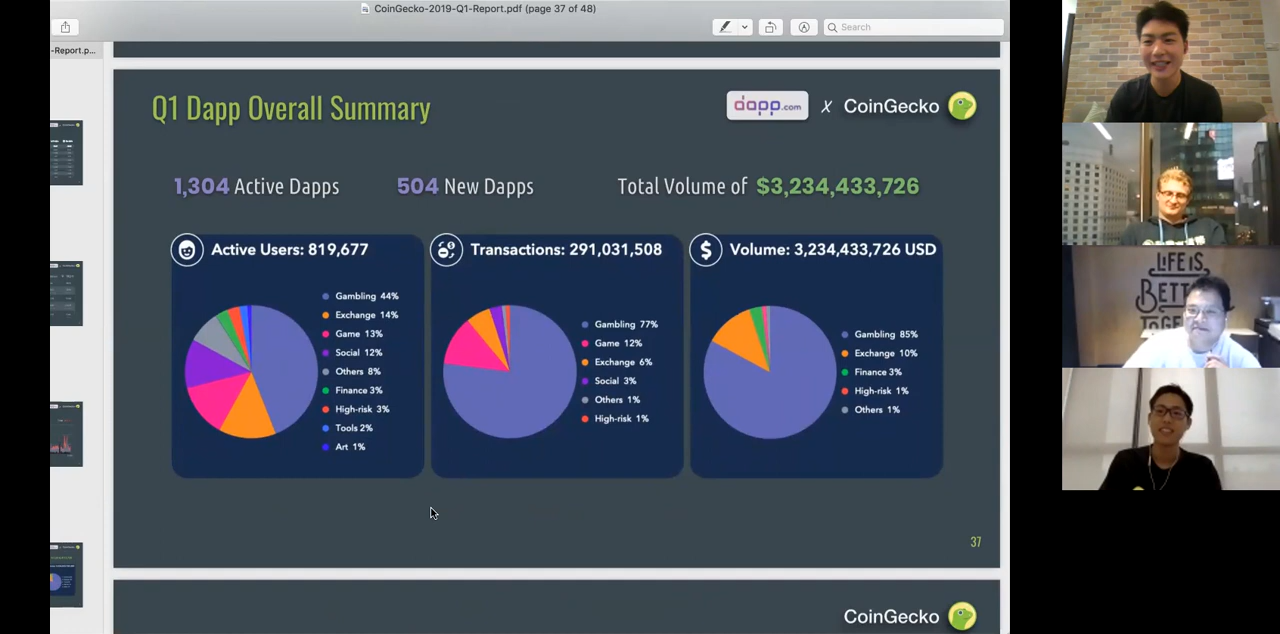 CoinGecko-2019-Q1-Report.pdf (page 37 of 48)
Search
-Report.p...
Q1 Dapp Overall Summary
dapp.com X CoinGecko
1,304 Active Dapps
504 New Dapps
Total Volume of $3,234,433,726
Active Users: 819,677
Gambling 44%
Exchange 14%
Game 13%
Social 12%
Others 8%
Finance 3%
High-risk 3%
Tools 2%
Art 1%
Transactions: 291,031,508
Gambling 77%
Game 12%
Exchange 6%
Social 3%
Others 1%
High-risk 1%
$
Volume: 3,234,433,726 USD
Gambling 85%
Exchange 10%
Finance 3%
High-risk 1%
Others 1%
37
CoinGecko
LIFE IS
BETTE
TOGE